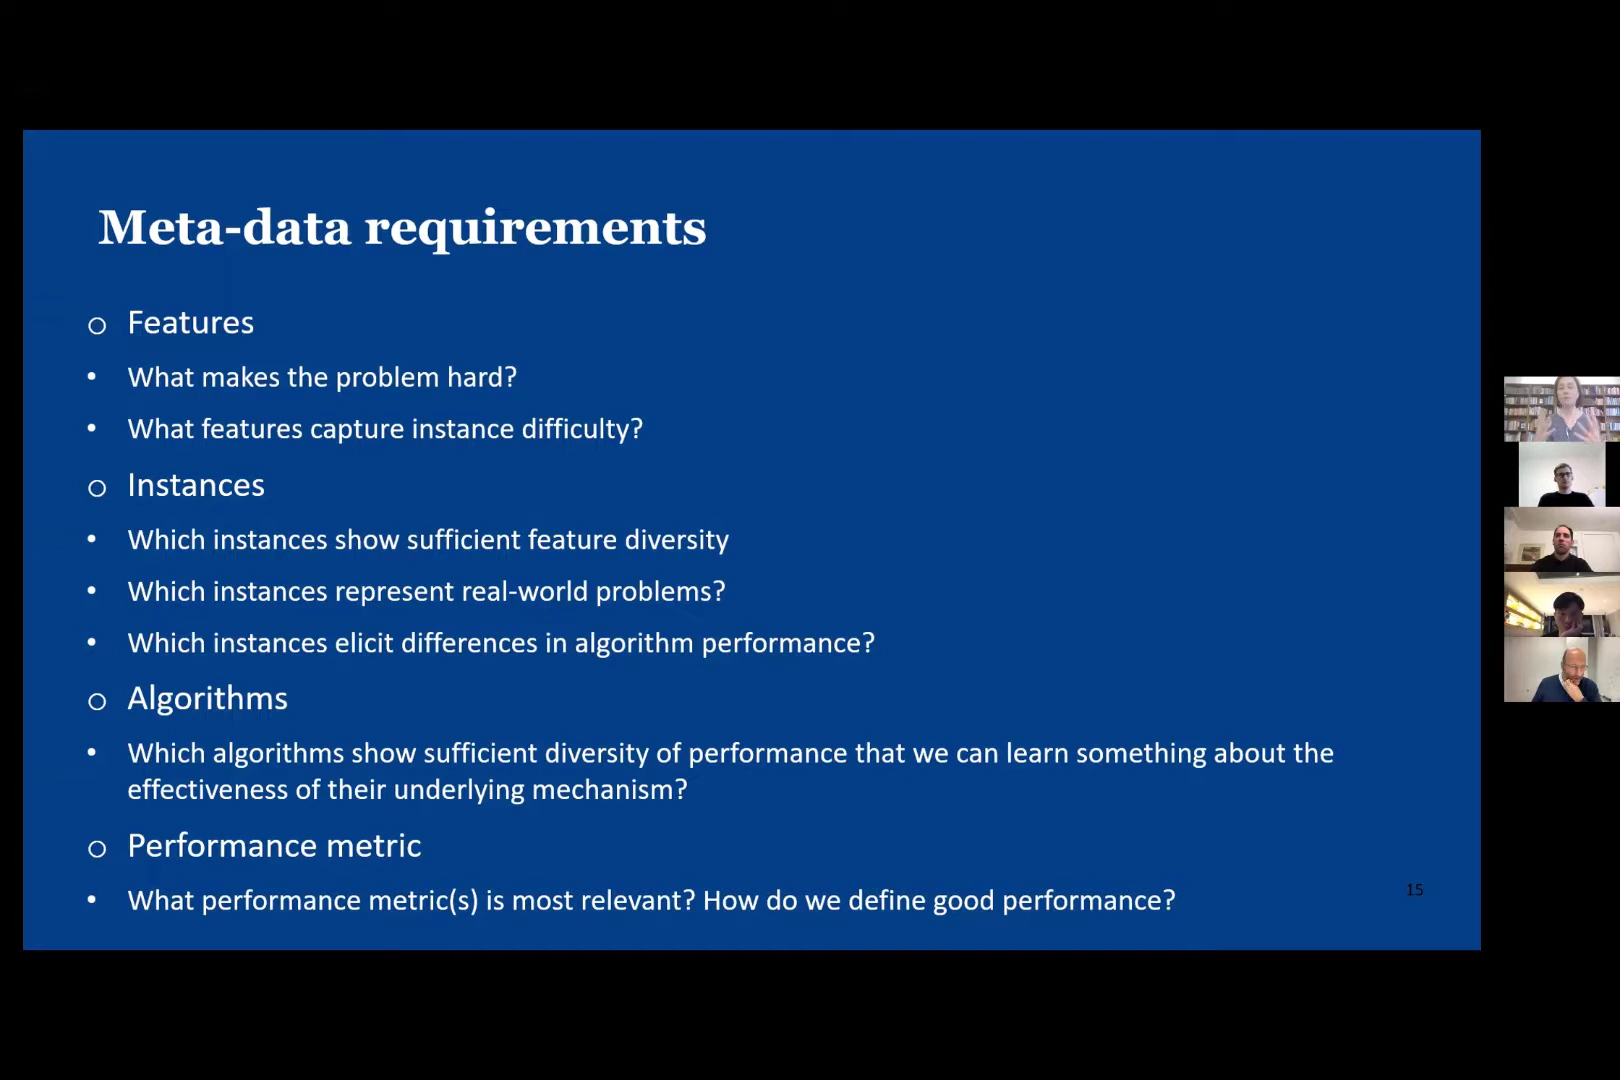 Meta-data requirements
o Features
• What makes the problem hard?
• What features capture instance difficulty?
o Instances
• Which instances show sufficient feature diversity
• Which instances represent real-world problems?
• Which instances elicit differences in algorithm performance?
o Algorithms
• Which algorithms show sufficient diversity of performance that we can learn something about the
effectiveness of their underlying mechanism?
o Performance metric
• What performance metric(s) is most relevant? How do we define good performance?
15